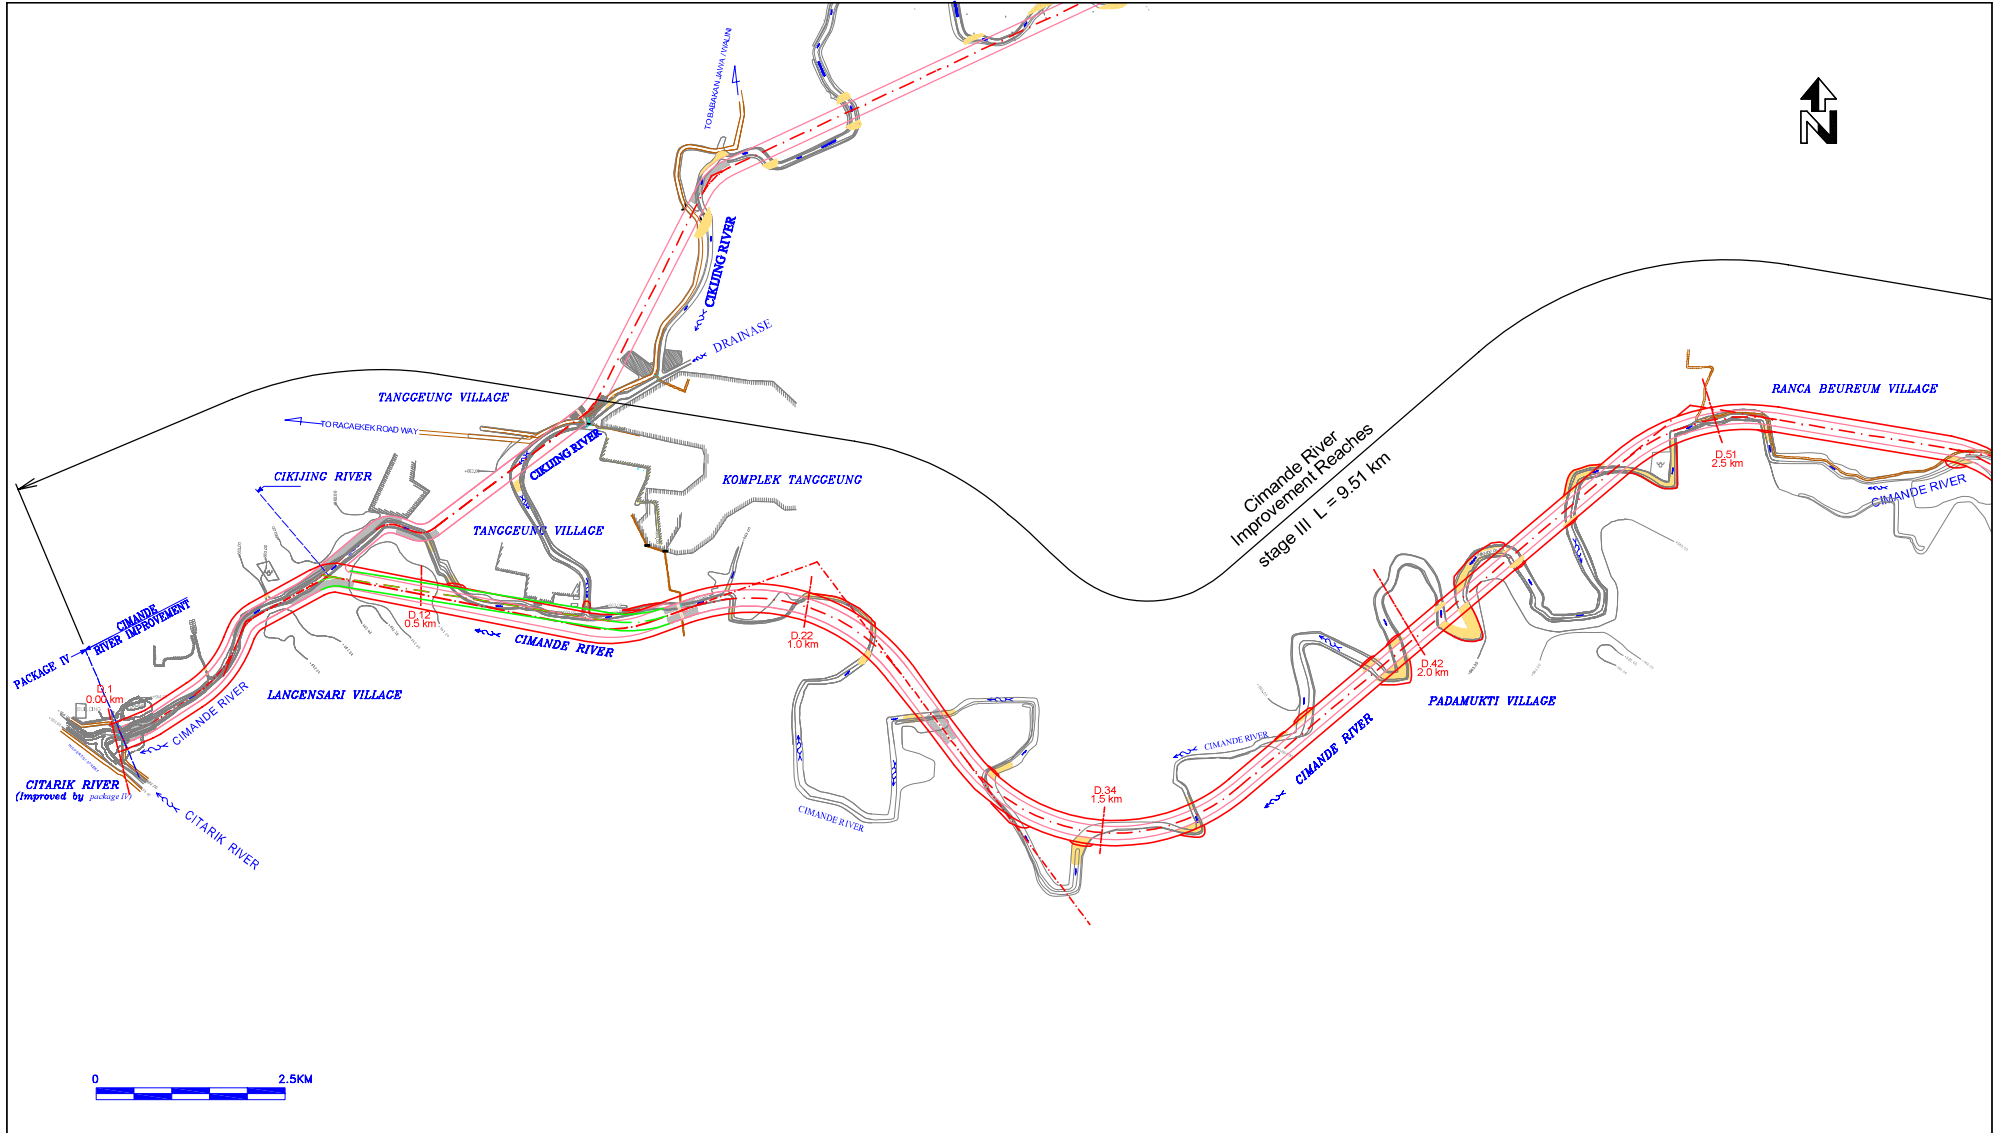 TO BABAKAN JAWA / WALINI
N
CIKIJING RIVER
DRAINASE
TANGGEUNG VILLAGE
TO RACAEKEK ROAD WAY
CIKIJING RIVER
CIKIJING RIVER
KOMPLEK TANGGEUNG
TANGGEUNG VILLAGE
Cimande River
Improvement Reaches
stage III L = 9.51 km
RANCA BEUREUM VILLAGE
D.51
2.5 km
CIMANDE RIVER
D.12
0.5 km
CIMANDE RIVER
D.22
1.0 km
CIMANDE
RIVER IMPROVEMENT
PACKAGE IV
D.1
0.00 km
BUILDING
CIMANDE RIVER
LANGENSARI VILLAGE
D.42
2.0 km
PADAMUKTI VILLAGE
CIMANDE RIVER
CIMANDE RIVER
CITARIK RIVER
(Improved by package IV)
CITARIK RIVER
CIMANDE RIVER
D.34
1.5 km
0 2.5KM